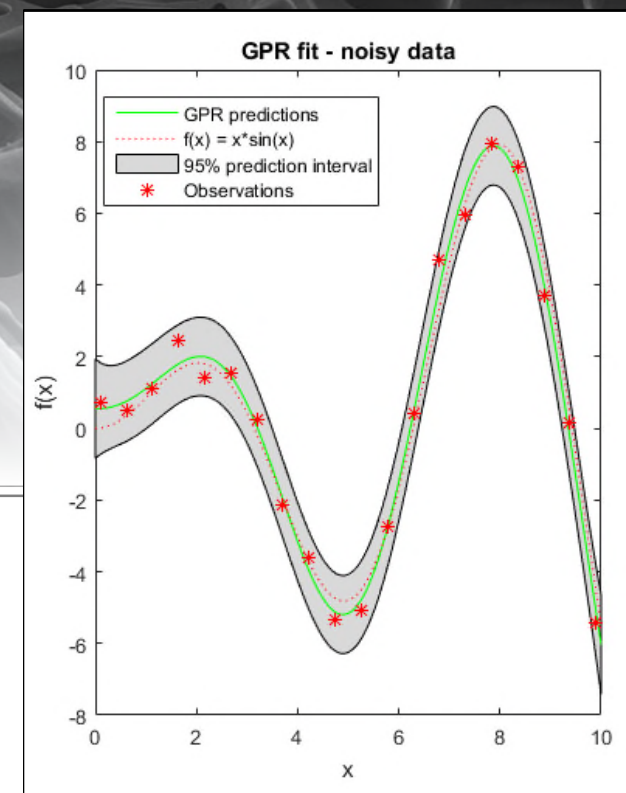 GPR fit - noisy data
10
GPR predictions
f(x) = x*sin(x)
95% prediction interval
Observations
8
6
4
2
0
-2
-4
-6
-8
f(x)
0 2 4 6 8 10
x